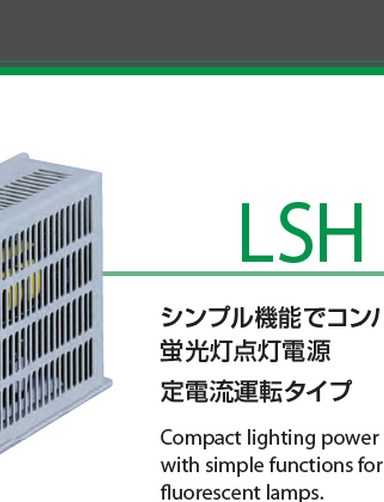 LSH
シンプル機能でコン
蛍光灯点灯電源
定電流運転タイプ
Compact lighting power
with simple functions for
fluorescent lamps.